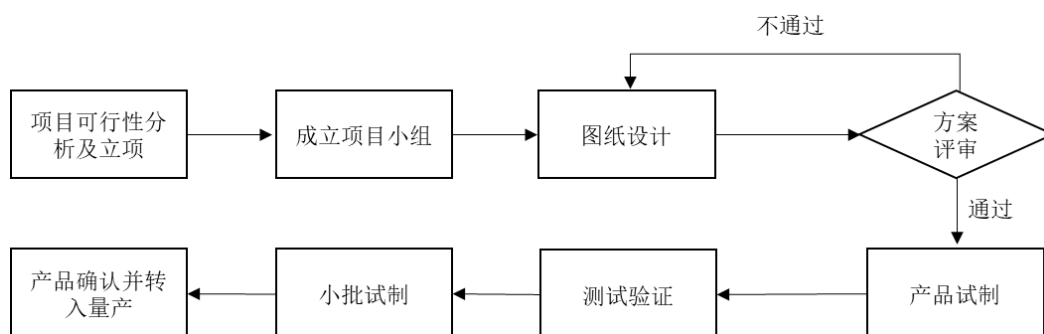 不通过
项目可行性分
析及立项
成立项目小组
图纸设计
方案
评审
通过
产品确认并转
入量产
小批试制
测试验证
产品试制